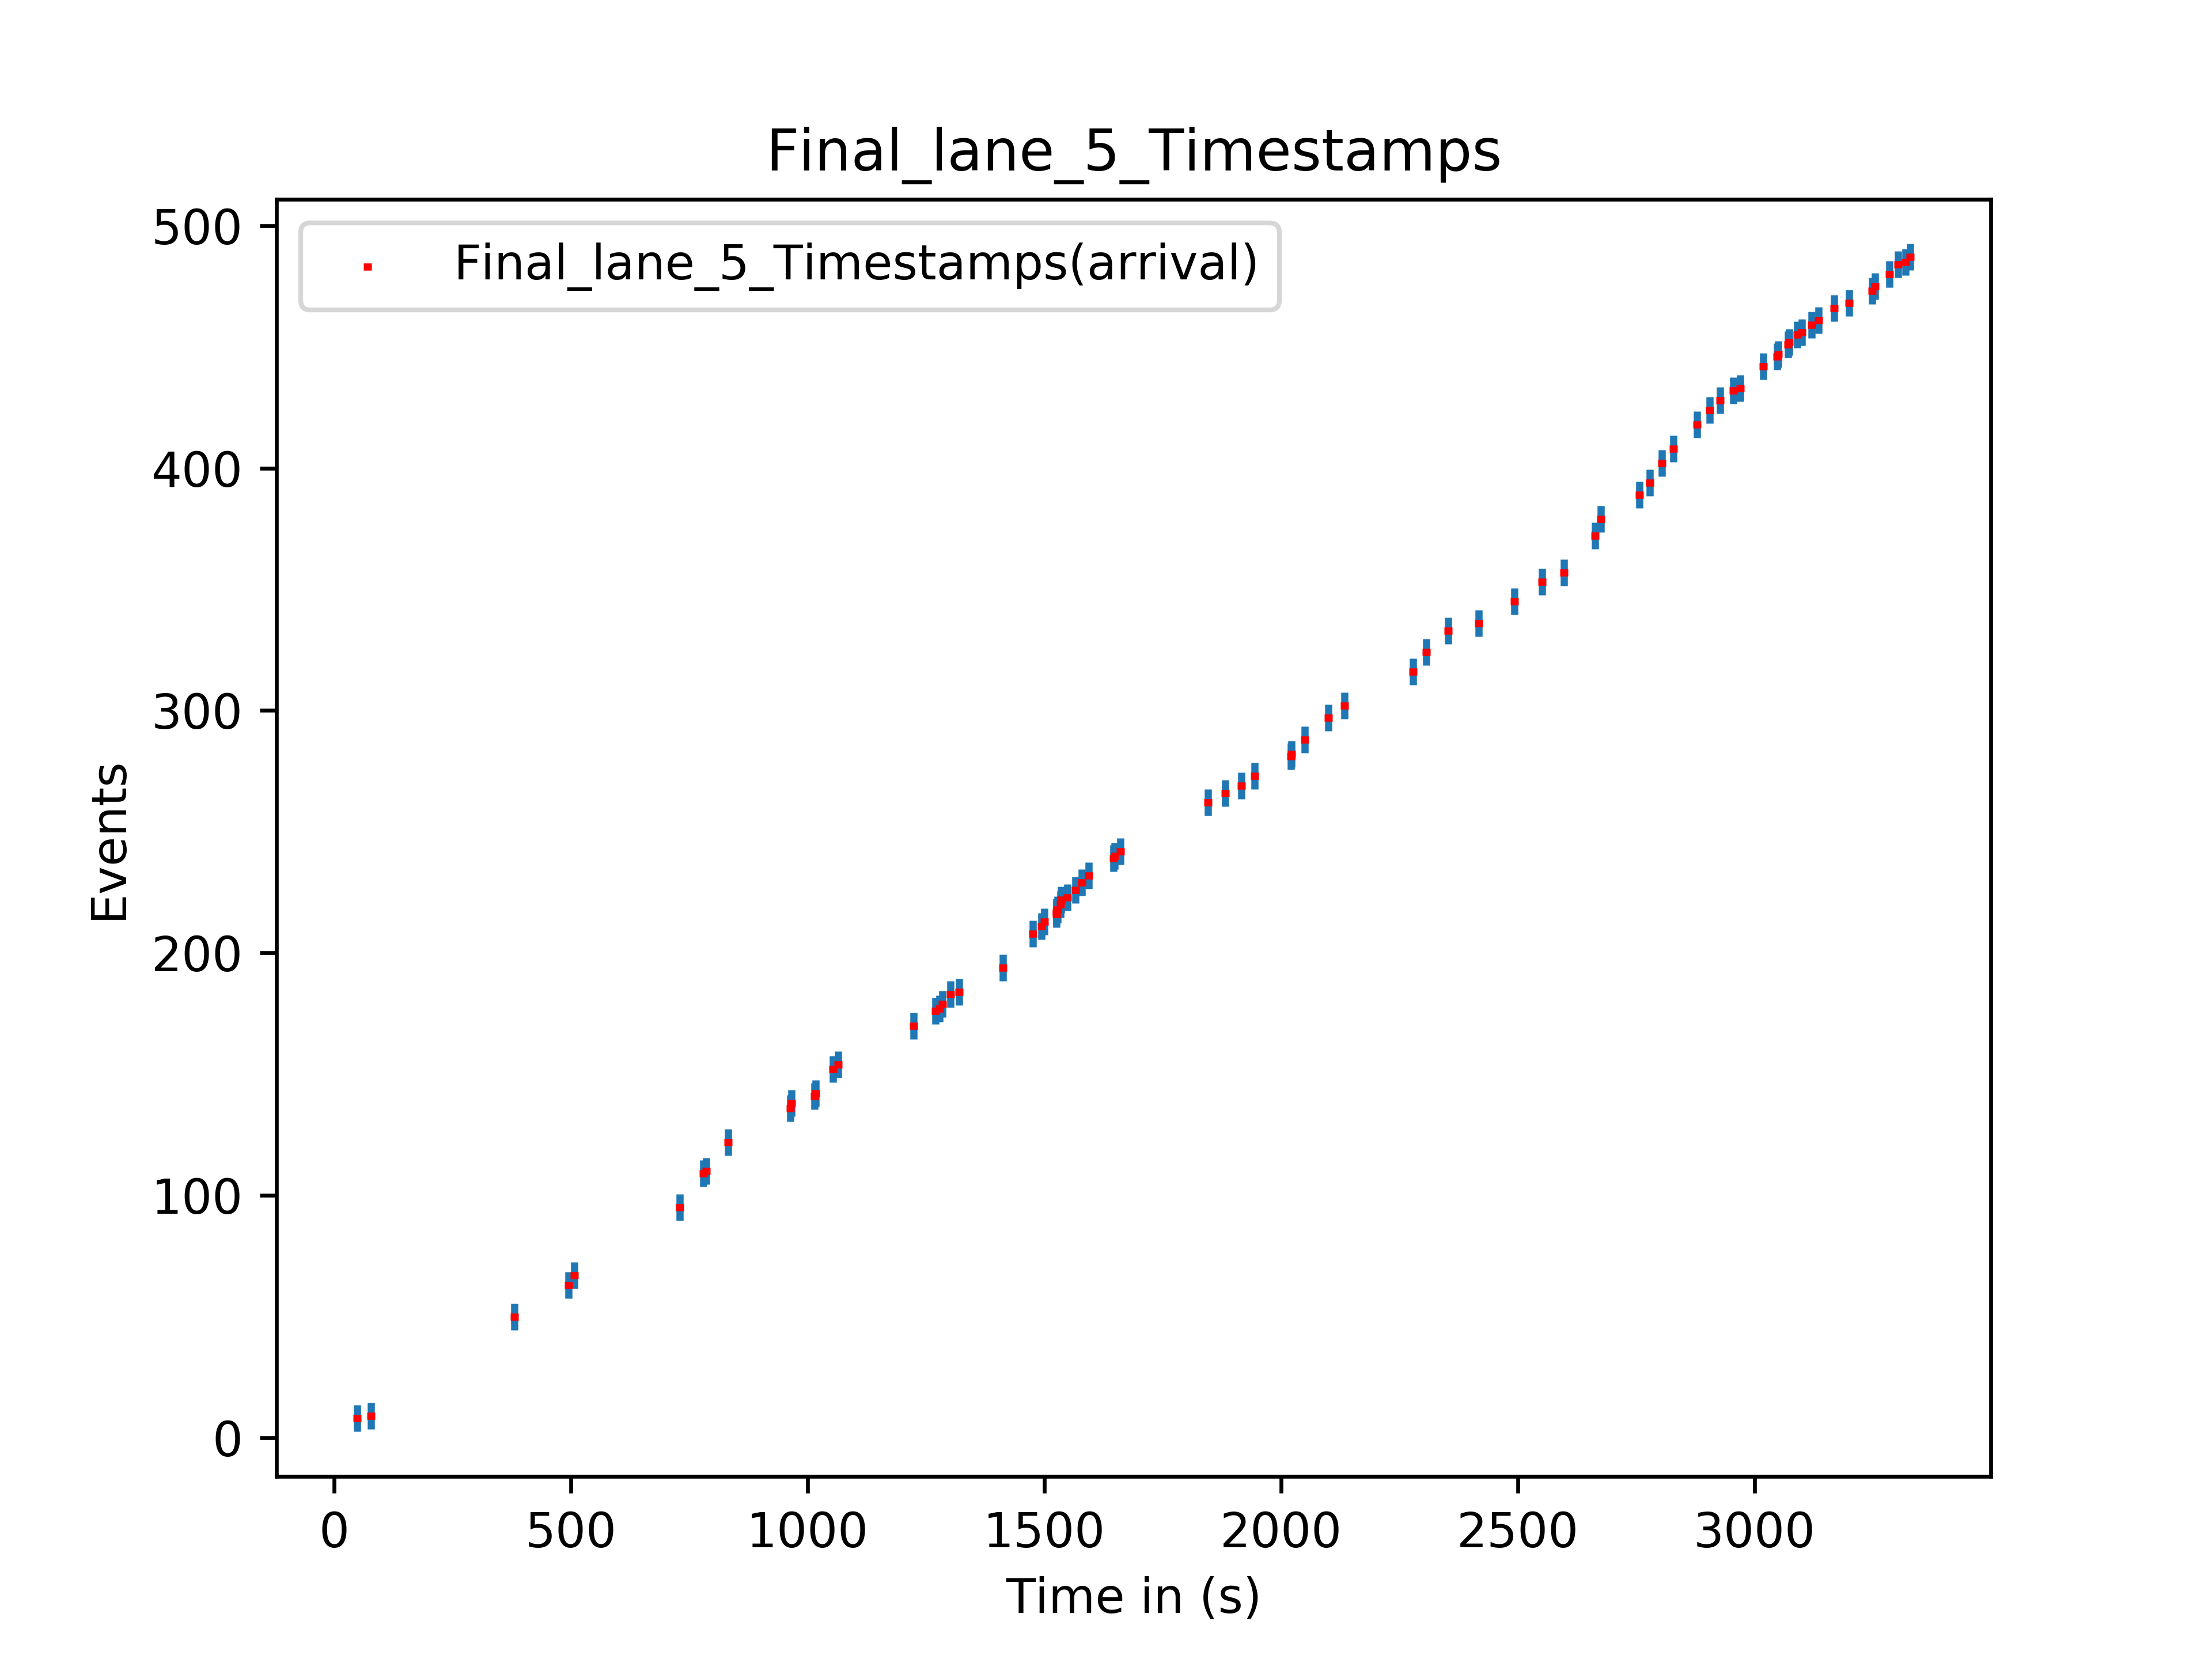 Final_lane_5_Timestamps
Final_lane_5_Timestamps(arrival)
500
400
300
200
100
0
Events
0 500 1000 1500 2000 2500 3000
Time in (s)